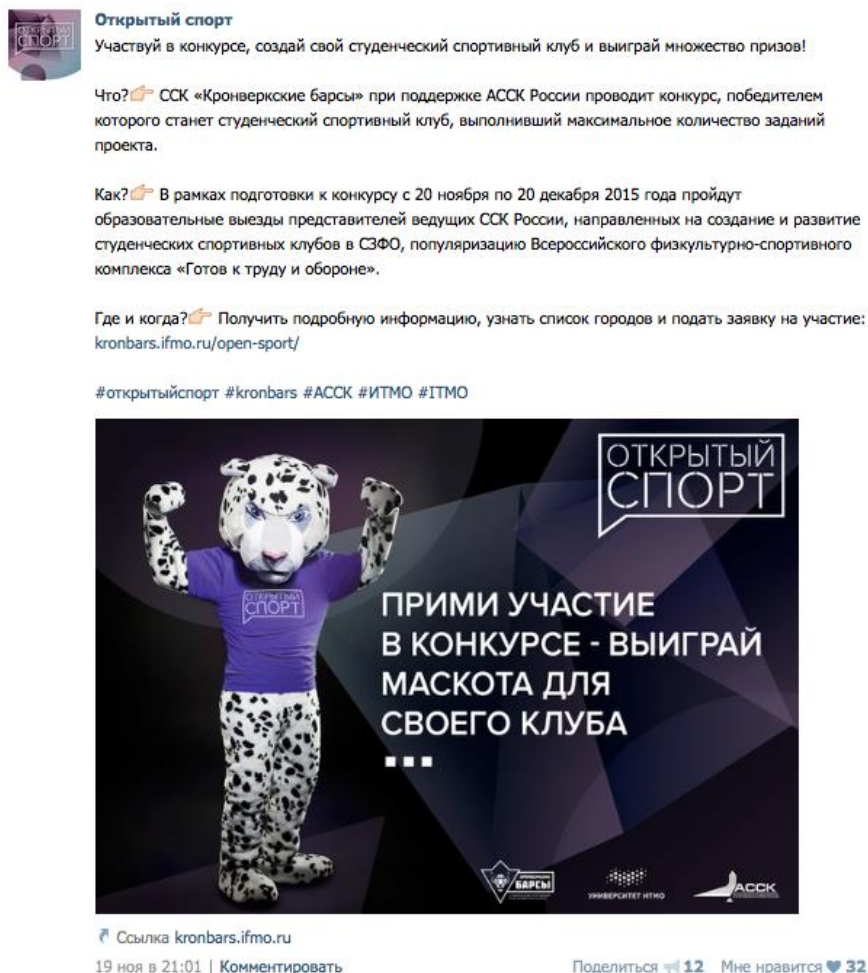 ОТКРЫТЫЙ
СПОРТ
Открытый спорт
Участвуй в конкурсе, создай свой студенческий спортивный клуб и выиграй множество призов!
Что?👉 ССК «Кронверкские барсы» при поддержке АССК России проводит конкурс, победителем
которого станет студенческий спортивный клуб, выполнивший максимальное количество заданий
проекта.
Как?👉 В рамках подготовки к конкурсу с 20 ноября по 20 декабря 2015 года пройдут
образовательные выезды представителей ведущих ССК России, направленных на создание и развитие
студенческих спортивных клубов в СЗФО, популяризацию Всероссийского физкультурно-спортивного
комплекса «Готов к труду и обороне».
Где и когда?👉 Получить подробную информацию, узнать список городов и подать заявку на участие:
kronbars.ifmo.ru/open-sport/
#открытыйспорт #kronbars #АССК #ИТМО #ITMO
ОТКРЫТЫЙ
СПОРТ
ОТКРЫТЫЙ
СПОРТ
ПРИМИ УЧАСТИЕ
В КОНКУРСЕ - ВЫИГРАЙ
МАСКОТА ДЛЯ
СВОЕГО КЛУБА
БАРСЫ
УНИВЕРСИТЕТ ИТМО
АССК
Ссылка kronbars.ifmo.ru
19 ноя в 21:01 | Комментировать
Поделиться 12 Мне нравится 32